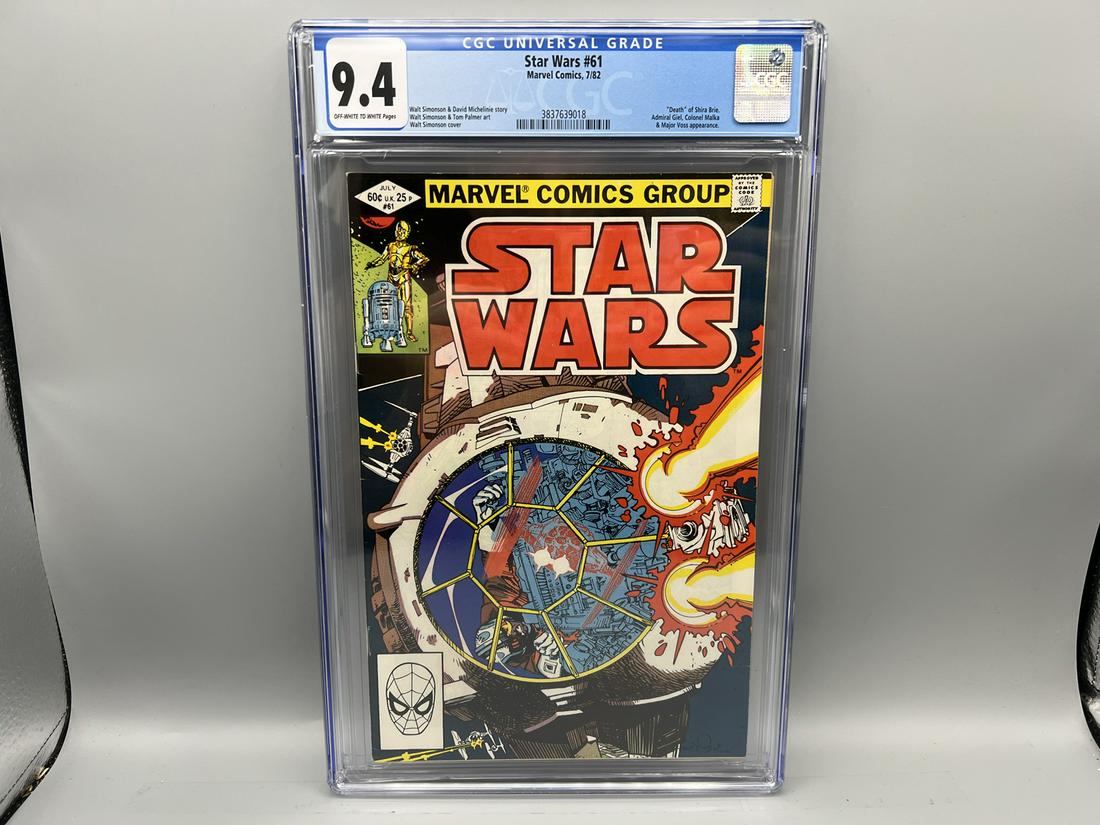 CGC UNIVERSAL GRADE
9.4
OFF-WHITE TO WHITE Pages
Star Wars #61
Marvel Comics, 7/82
Walt Simonson & David Michelinie story
Walt Simonson & Tom Palmer art
Walt Simonson cover
3837639018
"Death" of Shira Brie.
Admiral Giel, Colonel Malka
& Major Voss appearance.
CGC
CGC
JULY
60¢ U.K. 25 P
#61
MARVEL® COMICS GROUP
APPROVED
BY THE
COMICS
CODE
AUTHORITY
STAR
WARS
TM
TM